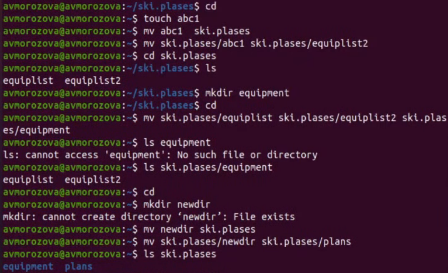 avmorozova@avmorozova:~/ski.plases$ cd
avmorozova@avmorozova:~$ touch abc1
avmorozova@avmorozova:~$ mv abc1  ski.plases
avmorozova@avmorozova:~$ mv ski.plases/abc1 ski.plases/equiplist2
avmorozova@avmorozova:~$ cd ski.plases
avmorozova@avmorozova:~/ski.plases$ ls
equiplist  equiplist2
avmorozova@avmorozova:~/ski.plases$ mkdir equipment
avmorozova@avmorozova:~/ski.plases$ cd
avmorozova@avmorozova:~$ mv ski.plases/equiplist ski.plases/equiplist2 ski.plas
es/equipment
avmorozova@avmorozova:~$ ls equipment
ls: cannot access 'equipment': No such file or directory
avmorozova@avmorozova:~$ ls ski.plases/equipment
equiplist  equiplist2
avmorozova@avmorozova:~$ cd
avmorozova@avmorozova:~$ mkdir newdir
mkdir: cannot create directory ‘newdir’: File exists
avmorozova@avmorozova:~$ mv newdir ski.plases
avmorozova@avmorozova:~$ mv ski.plases/newdir ski.plases/plans
avmorozova@avmorozova:~$ ls ski.plases
equipment  plans